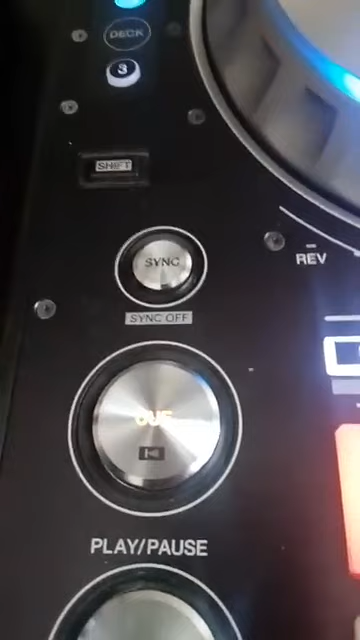 DECK
3
SHIFT
SYNC
REV
SYNC OFF
CUE
PLAY/PAUSE